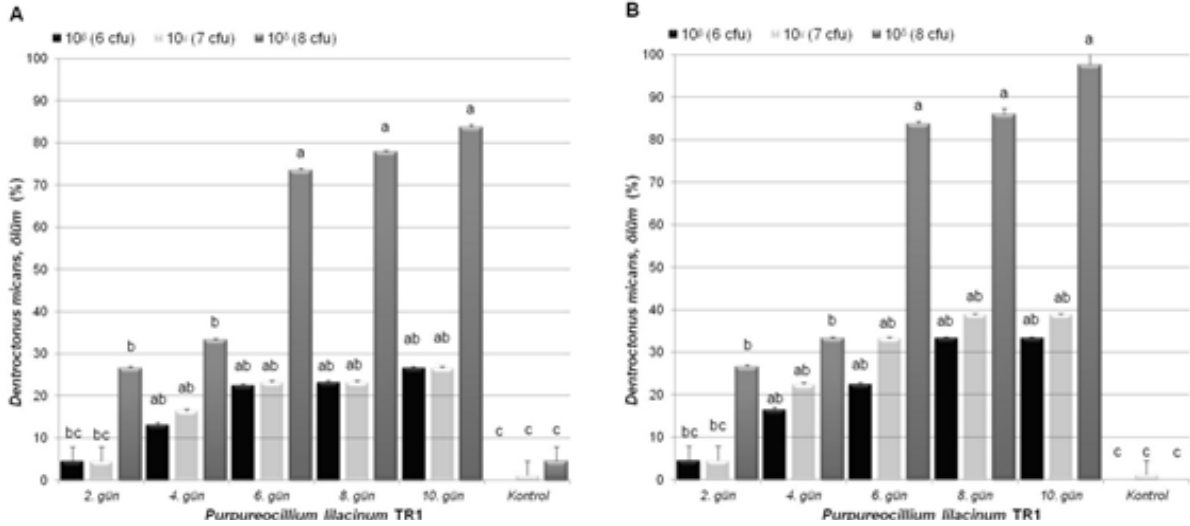 A
10⁶ (6 cfu) 10⁷ (7 cfu) 10⁸ (8 cfu)
Dentroctonus micans, ölüm (%)
100
90
80
70
60
50
40
30
20
10
0
bc bc b
ab ab b
ab ab a
ab ab a
ab ab a
c c c
2. gün 4. gün 6. gün 8. gün 10. gün Kontrol
Purpureocillium lilacinum TR1
B
10⁶ (6 cfu) 10⁷ (7 cfu) 10⁸ (8 cfu)
Dentroctonus micans, ölüm (%)
100
90
80
70
60
50
40
30
20
10
0
bc bc b
ab ab b
ab ab a
ab ab a
ab ab a
c c c
2. gün 4. gün 6. gün 8. gün 10. gün Kontrol
Purpureocillium lilacinum TR1